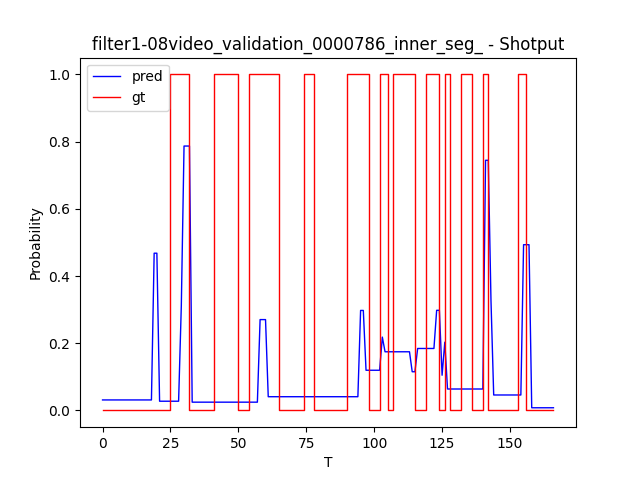 filter1-08video_validation_0000786_inner_seg_ - Shotput
pred
gt
1.0
0.8
0.6
0.4
0.2
0.0
Probability
0 25 50 75 100 125 150
T